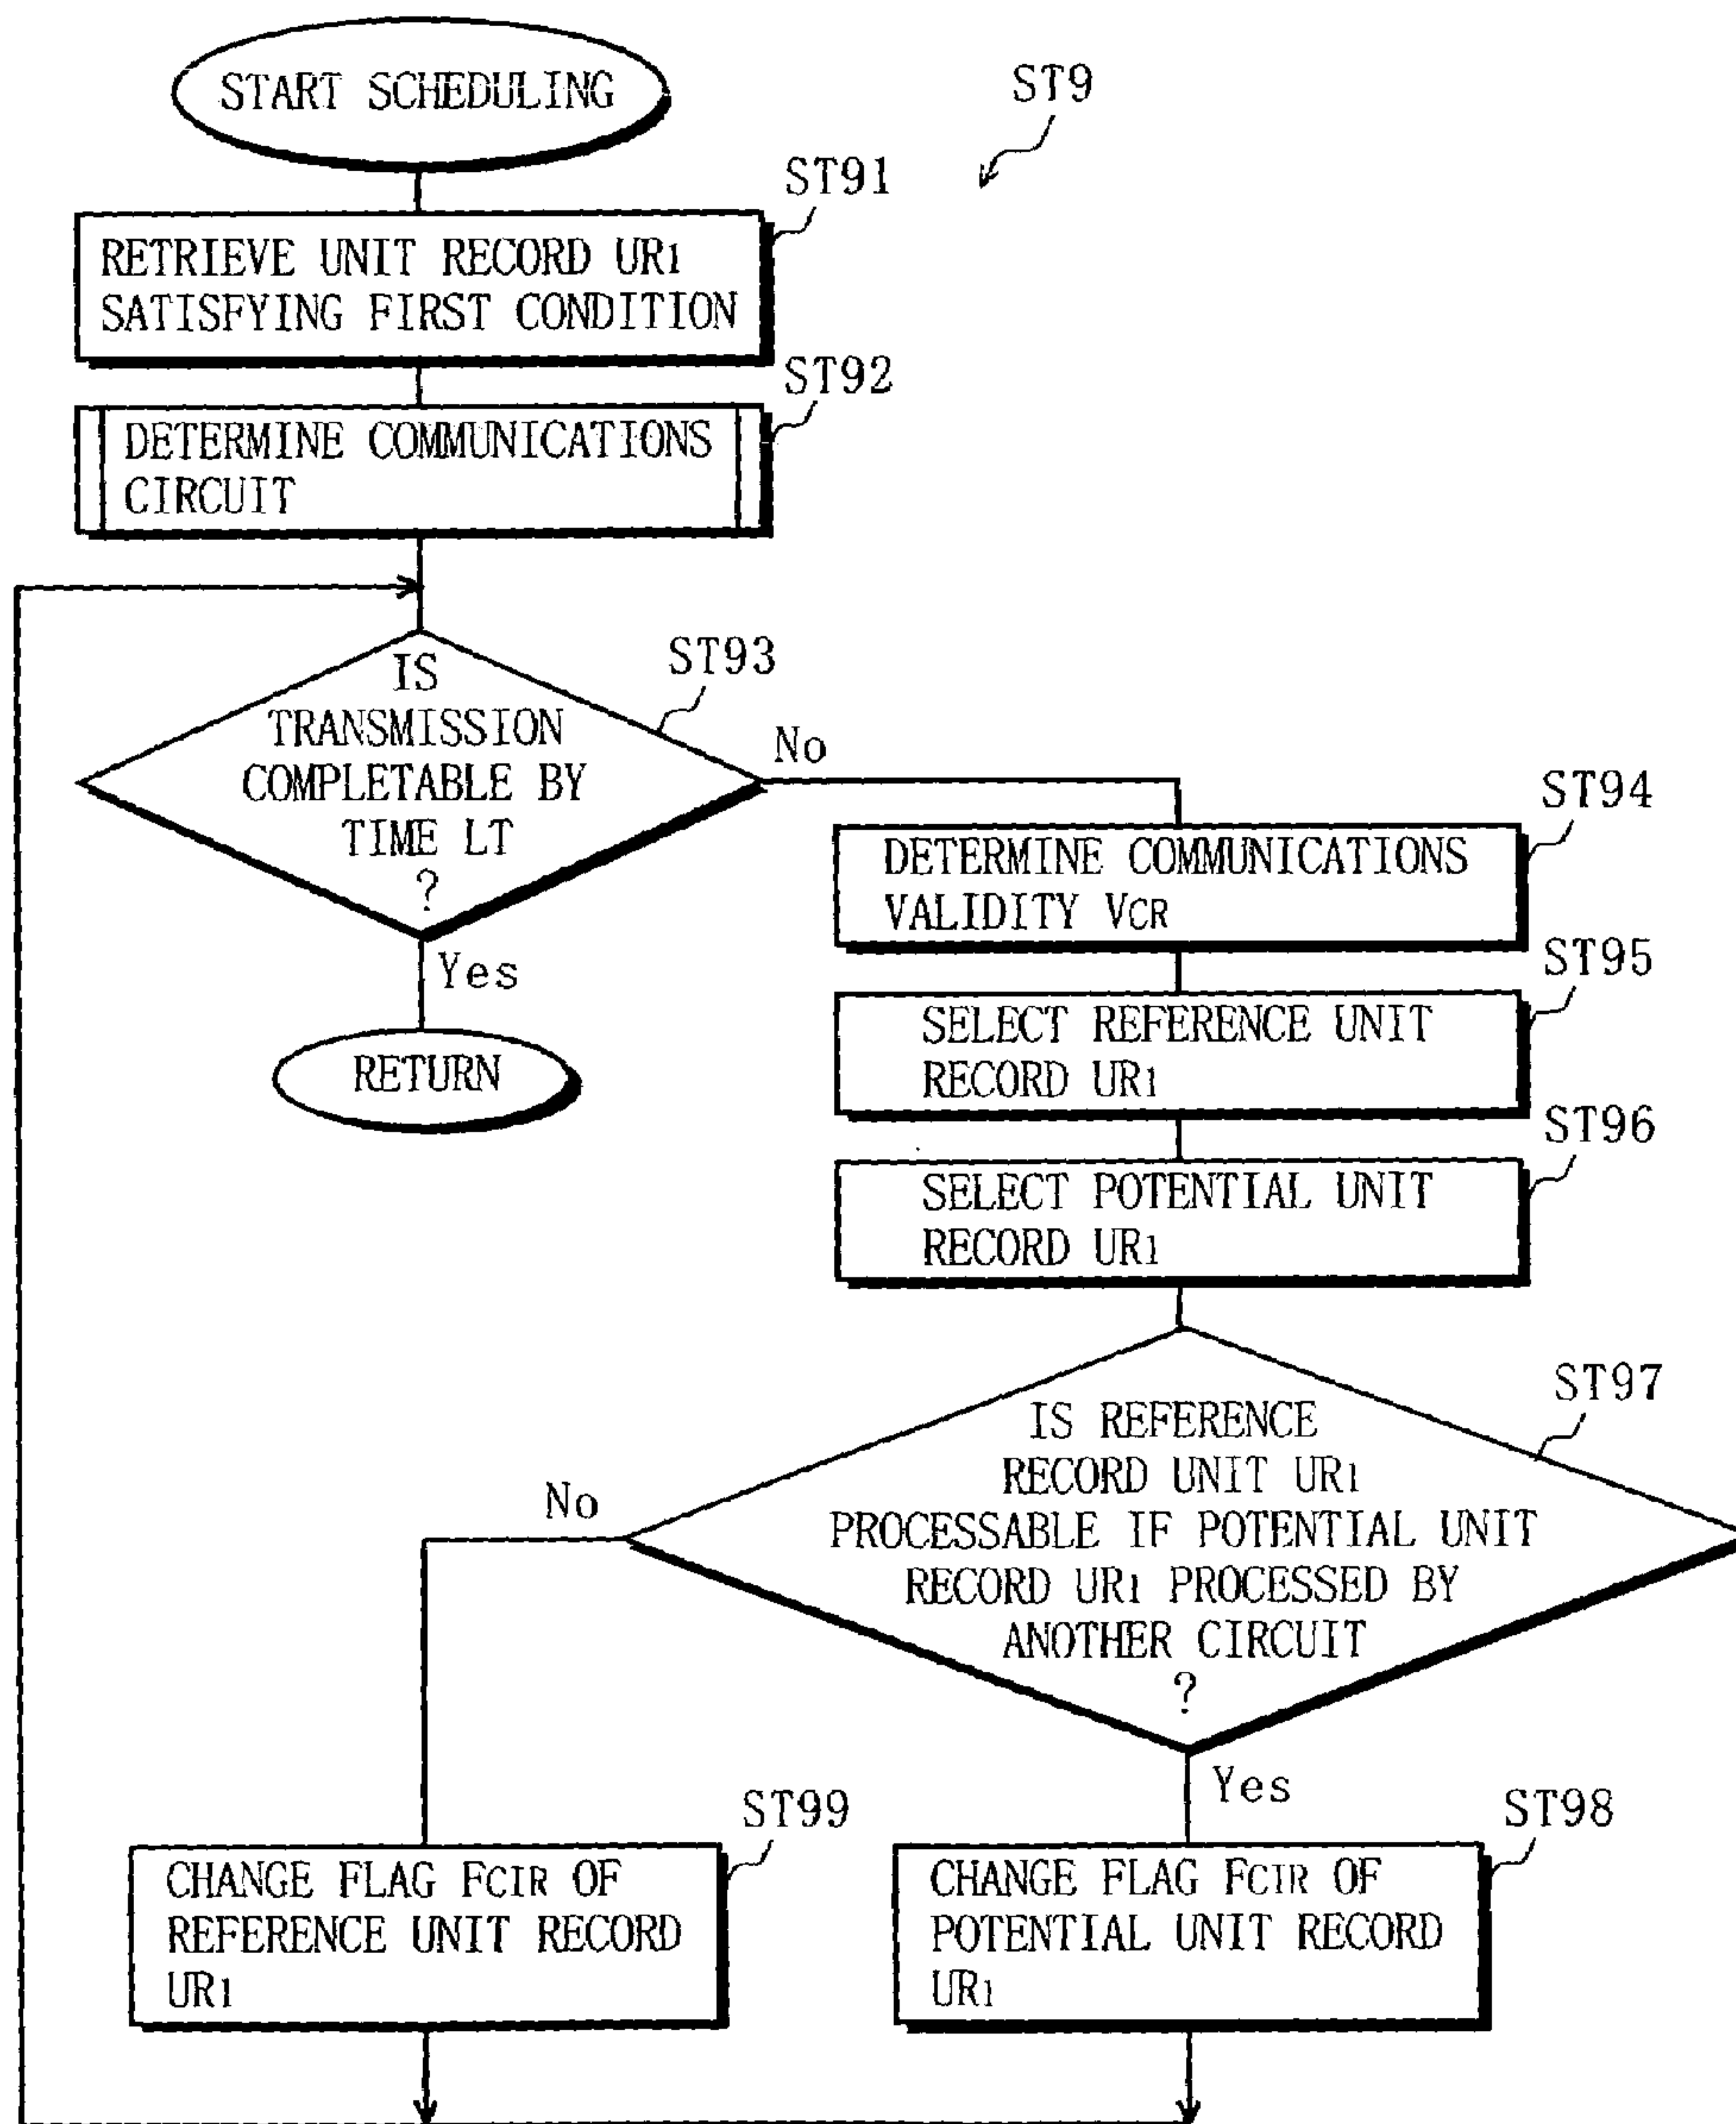 START SCHEDULING
ST9
ST91
RETRIEVE UNIT RECORD UR1
SATISFYING FIRST CONDITION
ST92
DETERMINE COMMUNICATIONS
CIRCUIT
ST93
IS
TRANSMISSION
COMPLETABLE BY
TIME LT
?
No
Yes
RETURN
ST94
DETERMINE COMMUNICATIONS
VALIDITY VCR
ST95
SELECT REFERENCE UNIT
RECORD UR1
ST96
SELECT POTENTIAL UNIT
RECORD UR1
ST97
IS REFERENCE
RECORD UNIT UR1
PROCESSABLE IF POTENTIAL UNIT
RECORD UR1 PROCESSED BY
ANOTHER CIRCUIT
?
No
Yes
ST99
CHANGE FLAG FCIR OF
REFERENCE UNIT RECORD
UR1
ST98
CHANGE FLAG FCIR OF
POTENTIAL UNIT RECORD
UR1